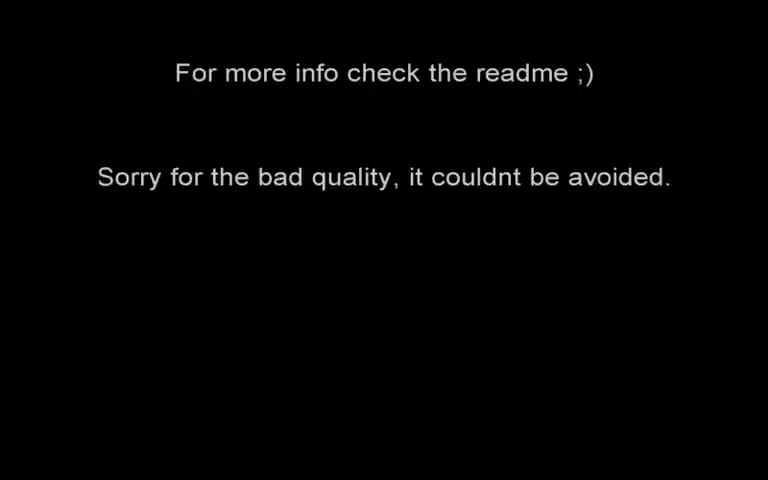 For more info check the readme ;)
Sorry for the bad quality, it couldnt be avoided.